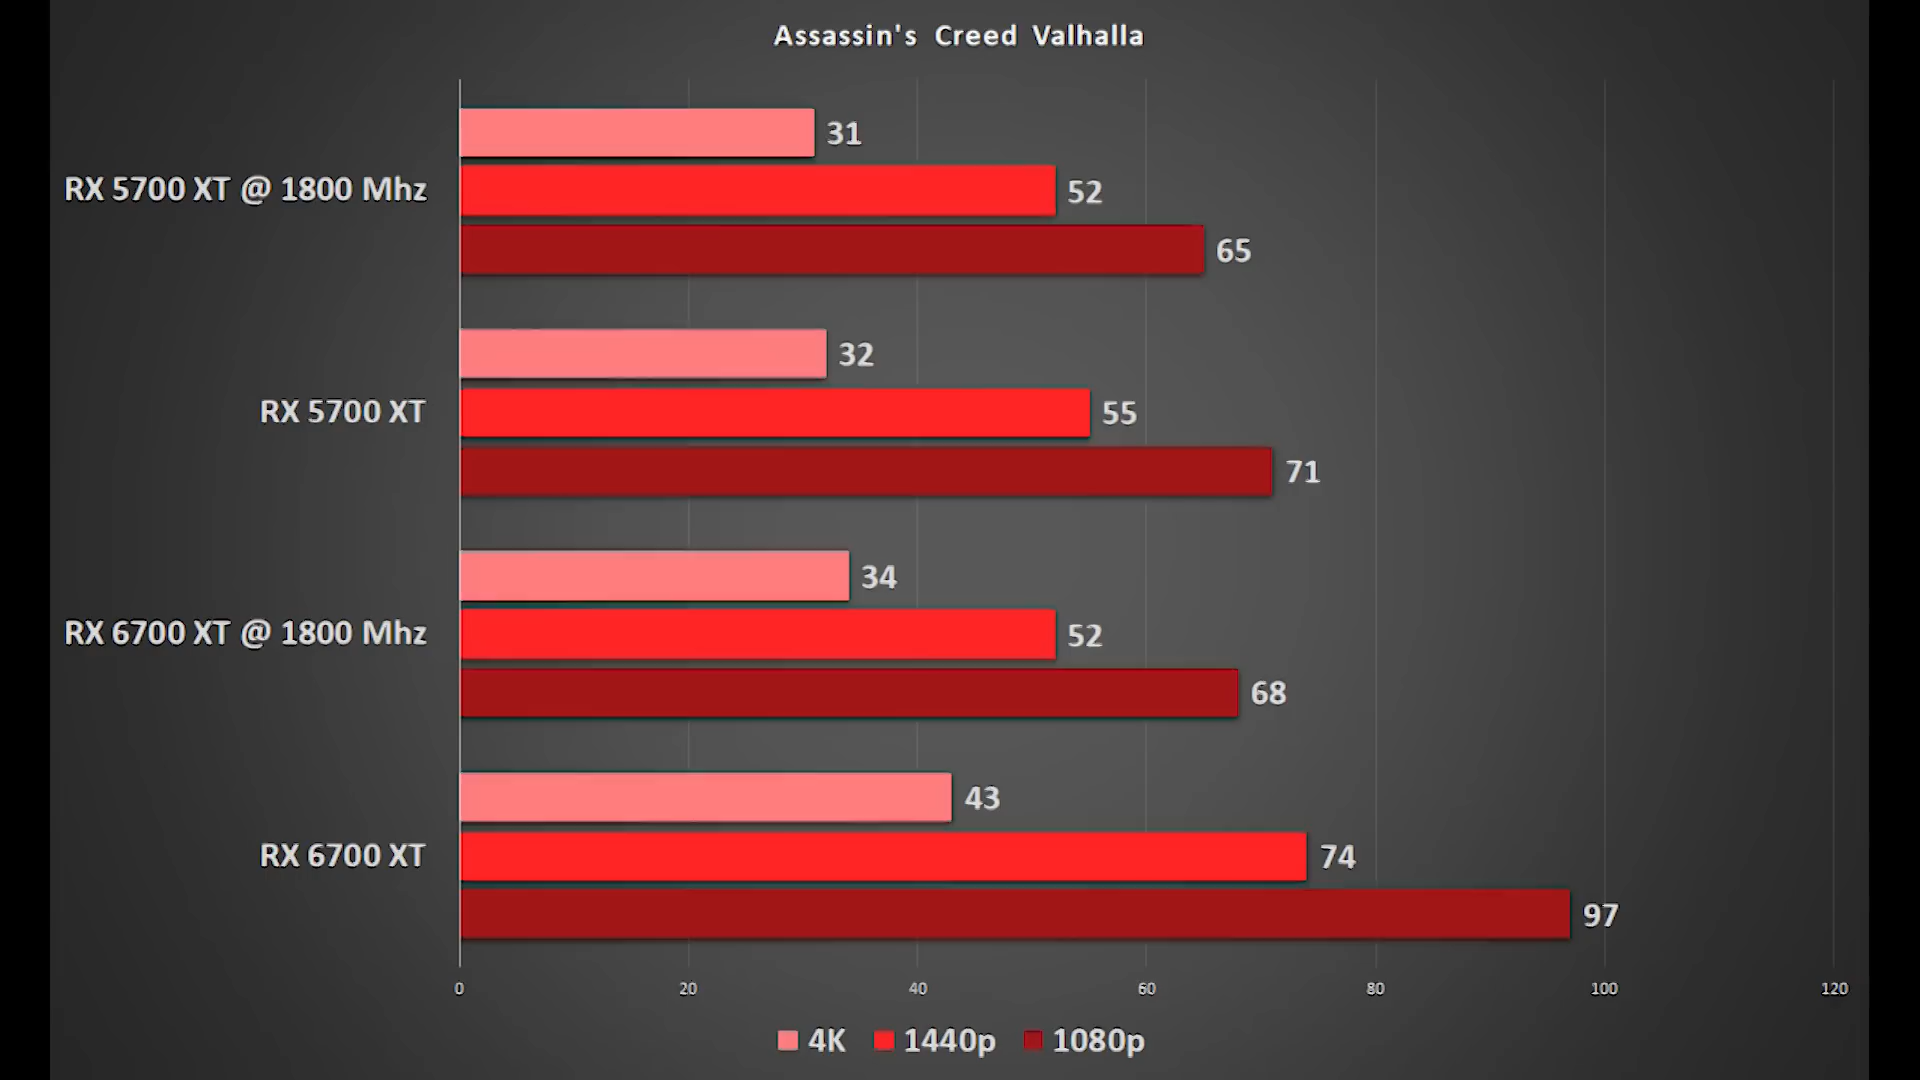 Assassin's Creed Valhalla
31
RX 5700 XT @ 1800 Mhz
52
65
32
RX 5700 XT
55
71
34
RX 6700 XT @ 1800 Mhz
52
68
43
RX 6700 XT
74
97
0 20 40 60 80 100 120
4K 1440p 1080p